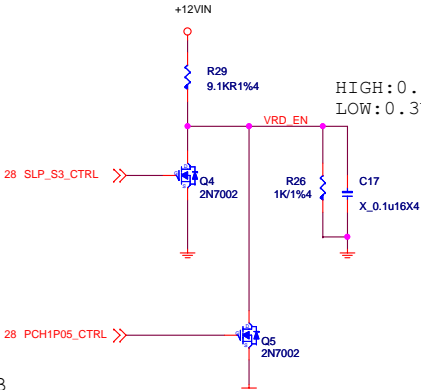 +12VIN
R29
9.1KR1%4
HIGH:0.
LOW:0.3
VRD_EN
28 SLP_S3_CTRL
Q4
2N7002
R26
1K/1%4
C17
X_0.1u16X4
28 PCH1P05_CTRL
Q5
2N7002